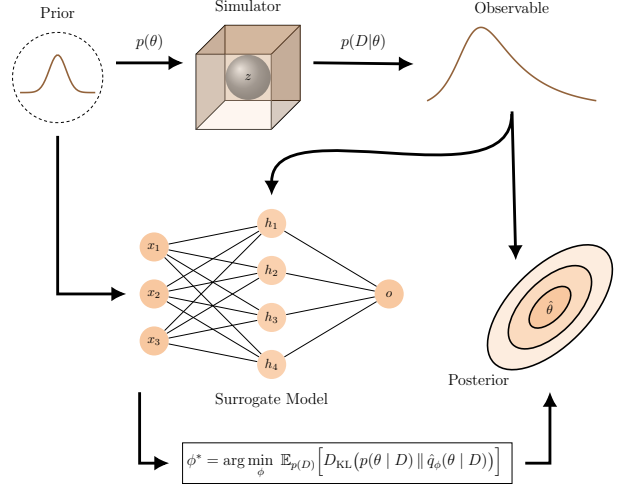 Prior
Simulator
Observable
p(θ)
p(D|θ)
z
x₁
x₂
x₃
h₁
h₂
h₃
h₄
o
θ̂
Posterior
Surrogate Model
ϕ* = arg min_ϕ 𝔼_{p(D)}[D_KL(p(θ | D) ∥ q̂_ϕ(θ | D))]